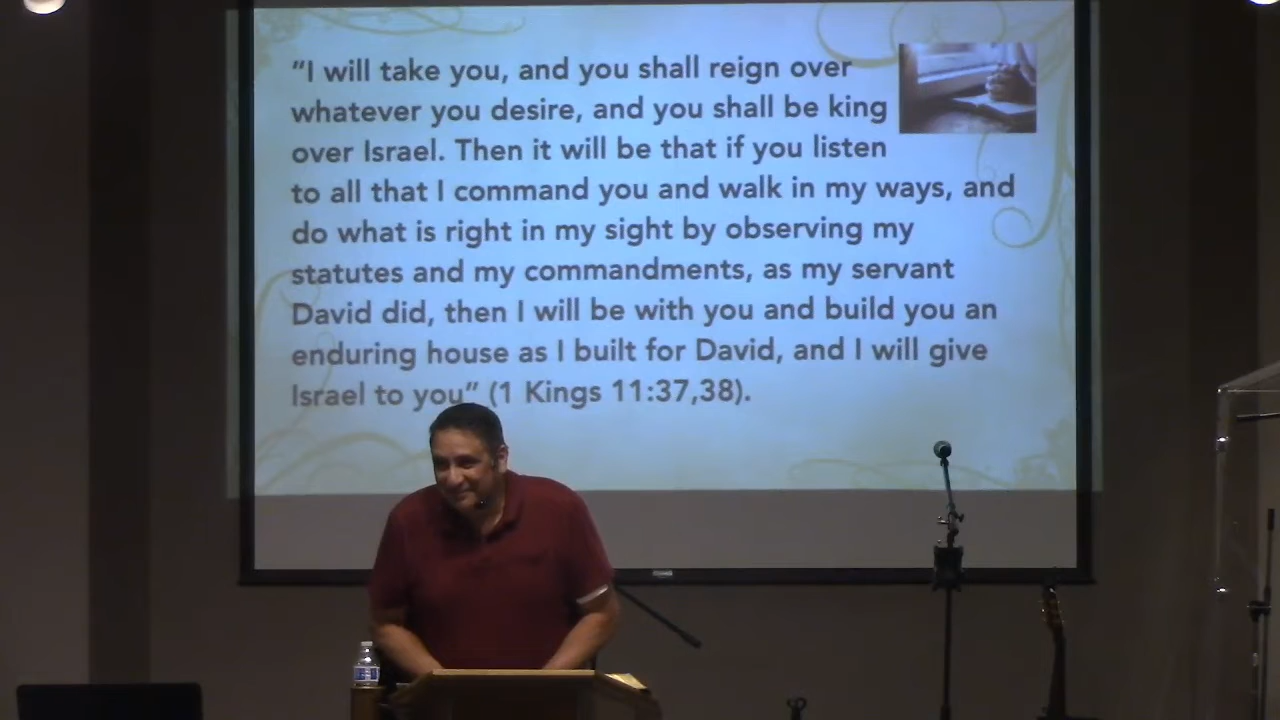 “I will take you, and you shall reign over
whatever you desire, and you shall be king
over Israel. Then it will be that if you listen
to all that I command you and walk in my ways, and
do what is right in my sight by observing my
statutes and my commandments, as my servant
David did, then I will be with you and build you an
enduring house as I built for David, and I will give
Israel to you” (1 Kings 11:37,38).